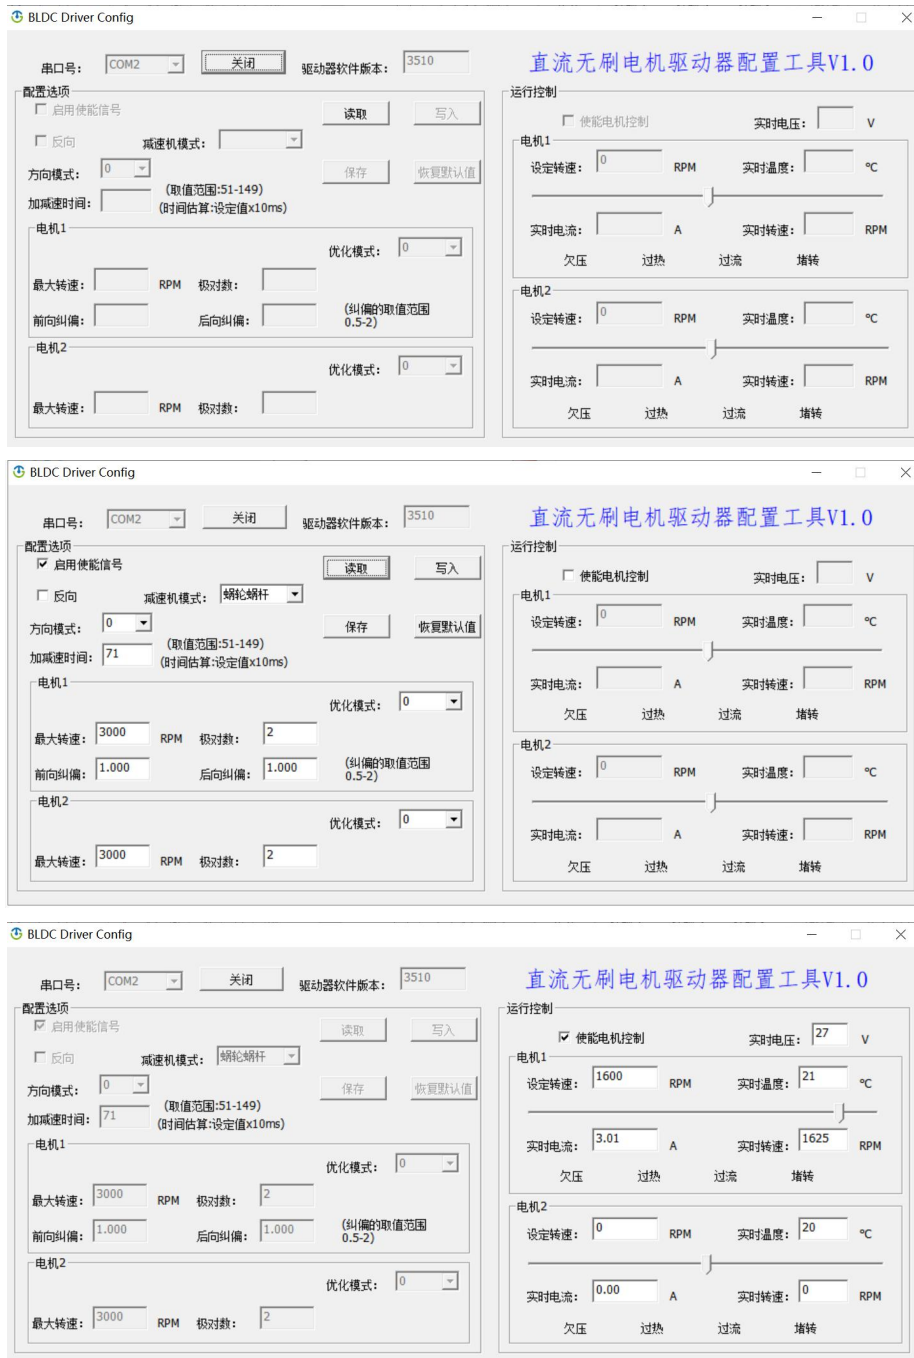 BLDC Driver Config
串口号： COM2 关闭 驱动器软件版本： 3510 直流无刷电机驱动器配置工具V1.0
配置选项 运行控制
启用使能信号 读取 写入 使能电机控制 实时电压： V
反向 减速机模式： 电机1
方向模式： 0 保存 恢复默认值 设定转速： 0 RPM 实时温度： ℃
加减速时间： (取值范围:51-149)
(时间估算:设定值x10ms)
电机1 实时电流： A 实时转速： RPM
优化模式： 0 欠压 过热 过流 堵转
最大转速： RPM 极对数： 电机2
前向纠偏： 后向纠偏： (纠偏的取值范围
0.5-2) 设定转速： 0 RPM 实时温度： ℃
电机2
优化模式： 0 实时电流： A 实时转速： RPM
最大转速： RPM 极对数： 欠压 过热 过流 堵转
BLDC Driver Config
串口号： COM2 关闭 驱动器软件版本： 3510 直流无刷电机驱动器配置工具V1.0
配置选项 运行控制
启用使能信号 读取 写入 使能电机控制 实时电压： V
反向 减速机模式： 蜗轮蜗杆 电机1
方向模式： 0 保存 恢复默认值 设定转速： 0 RPM 实时温度： ℃
加减速时间： 71 (取值范围:51-149)
(时间估算:设定值x10ms)
电机1 实时电流： A 实时转速： RPM
优化模式： 0 欠压 过热 过流 堵转
最大转速： 3000 RPM 极对数： 2 电机2
前向纠偏： 1.000 后向纠偏： 1.000 (纠偏的取值范围
0.5-2) 设定转速： 0 RPM 实时温度： ℃
电机2
优化模式： 0 实时电流： A 实时转速： RPM
最大转速： 3000 RPM 极对数： 2 欠压 过热 过流 堵转
BLDC Driver Config
串口号： COM2 关闭 驱动器软件版本： 3510 直流无刷电机驱动器配置工具V1.0
配置选项 运行控制
启用使能信号 读取 写入 使能电机控制 实时电压： 27 V
反向 减速机模式： 蜗轮蜗杆 电机1
方向模式： 0 保存 恢复默认值 设定转速： 1600 RPM 实时温度： 21 ℃
加减速时间： 71 (取值范围:51-149)
(时间估算:设定值x10ms)
电机1 实时电流： 3.01 A 实时转速： 1625 RPM
优化模式： 0 欠压 过热 过流 堵转
最大转速： 3000 RPM 极对数： 2 电机2
前向纠偏： 1.000 后向纠偏： 1.000 (纠偏的取值范围
0.5-2) 设定转速： 0 RPM 实时温度： 20 ℃
电机2
优化模式： 0 实时电流： 0.00 A 实时转速： 0 RPM
最大转速： 3000 RPM 极对数： 2 欠压 过热 过流 堵转